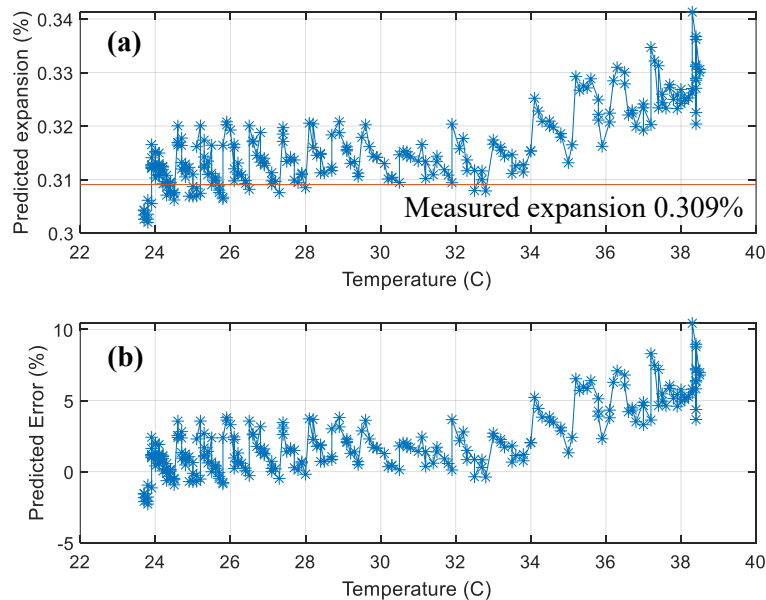 (a)
Predicted expansion (%)
0.34
0.33
0.32
0.31
0.3
Measured expansion 0.309%
22 24 26 28 30 32 34 36 38 40
Temperature (C)
(b)
Predicted Error (%)
10
5
0
-5
22 24 26 28 30 32 34 36 38 40
Temperature (C)